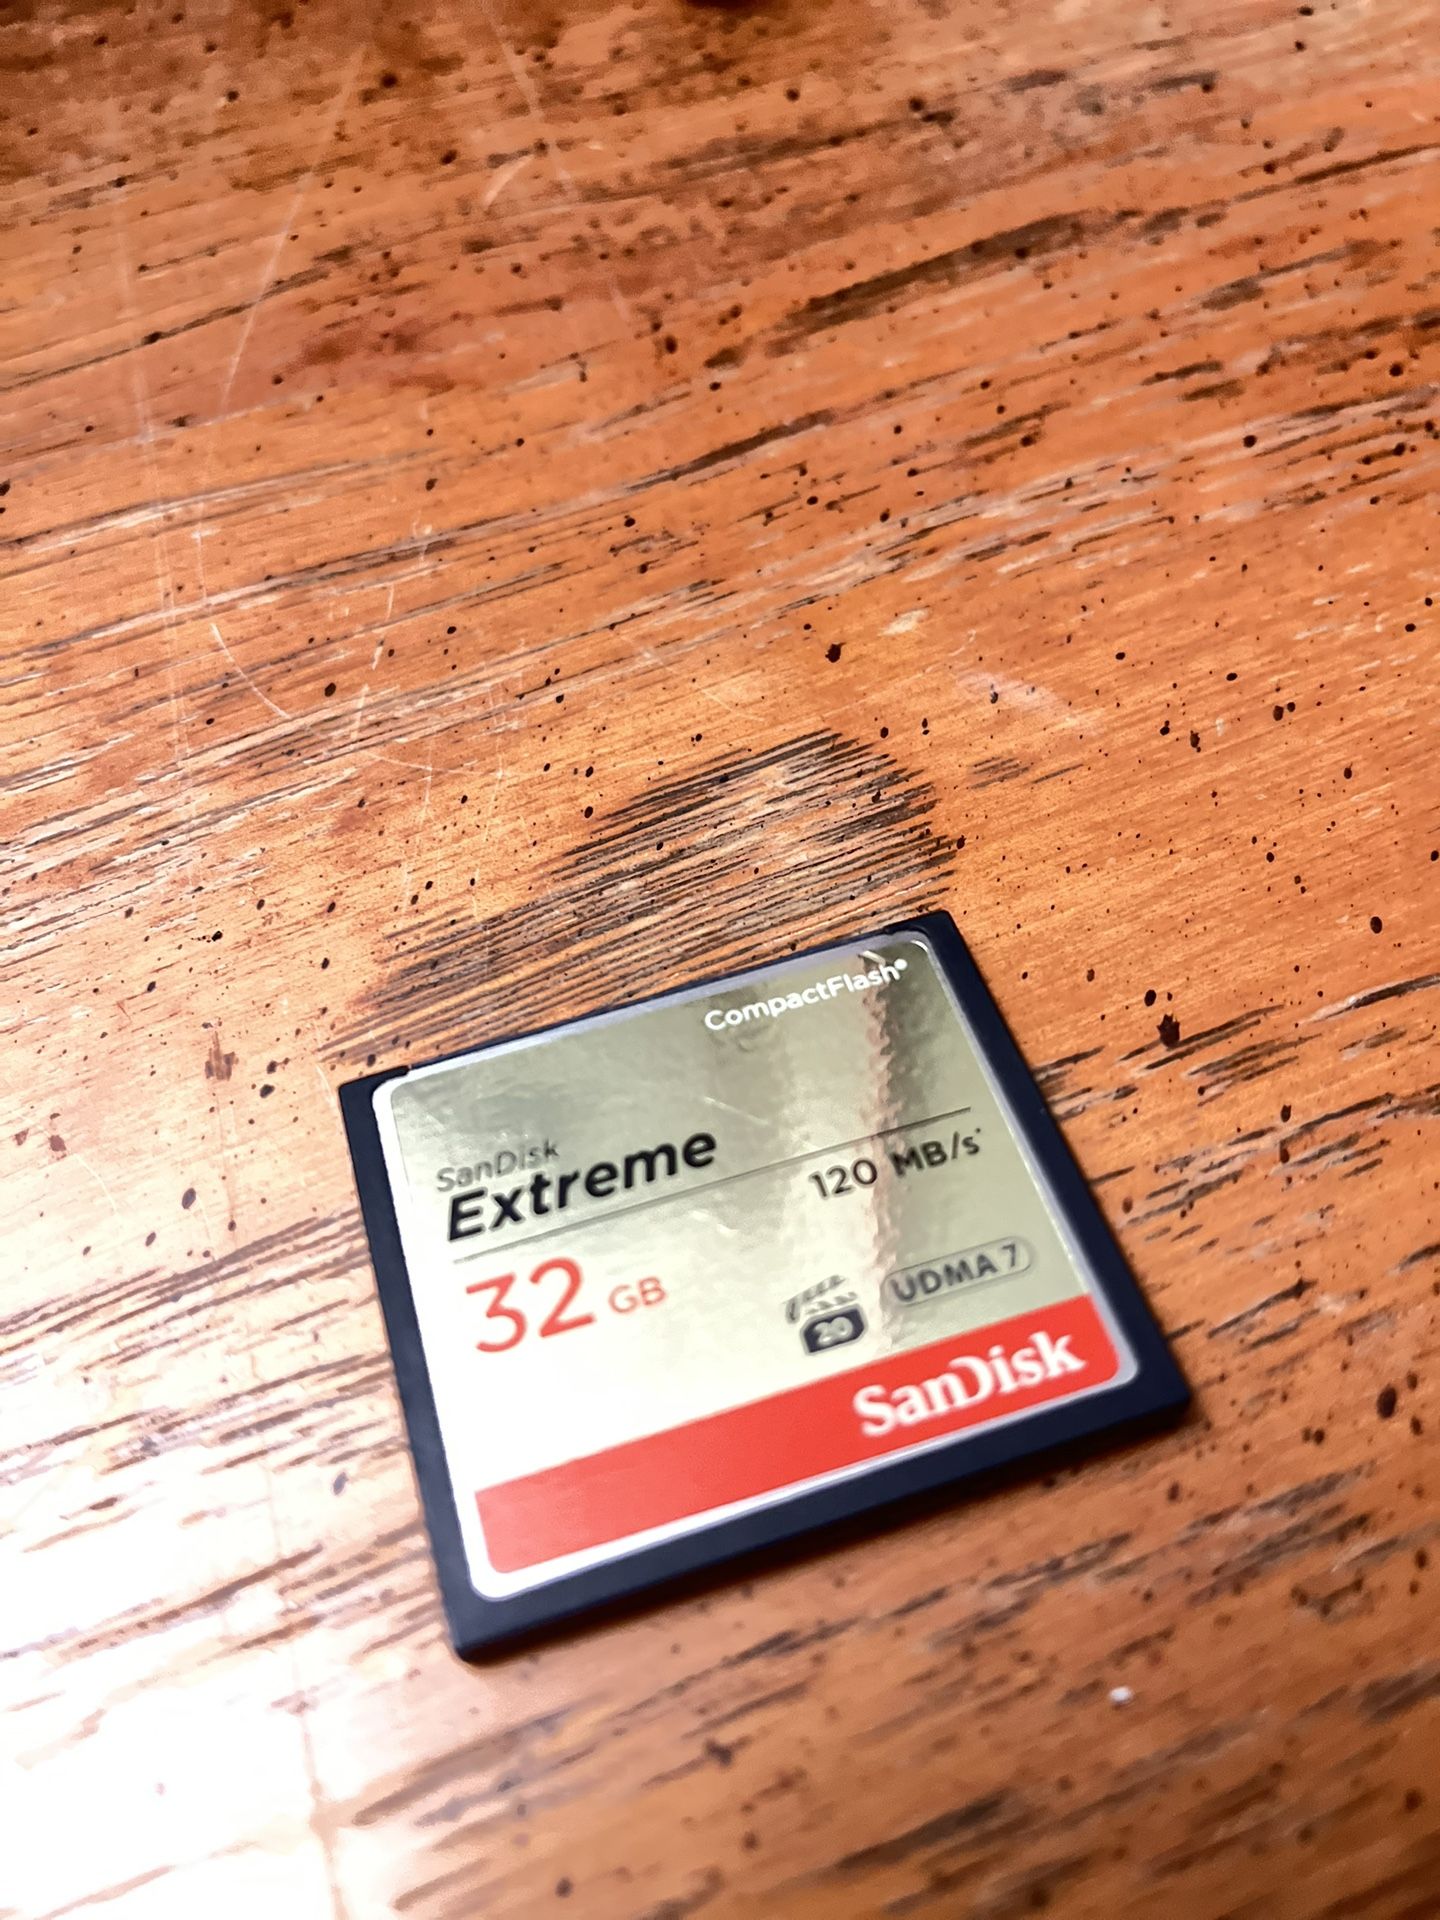 CompactFlash®
SanDisk
Extreme
120 MB/s*
32 GB
20
UDMA 7
SanDisk